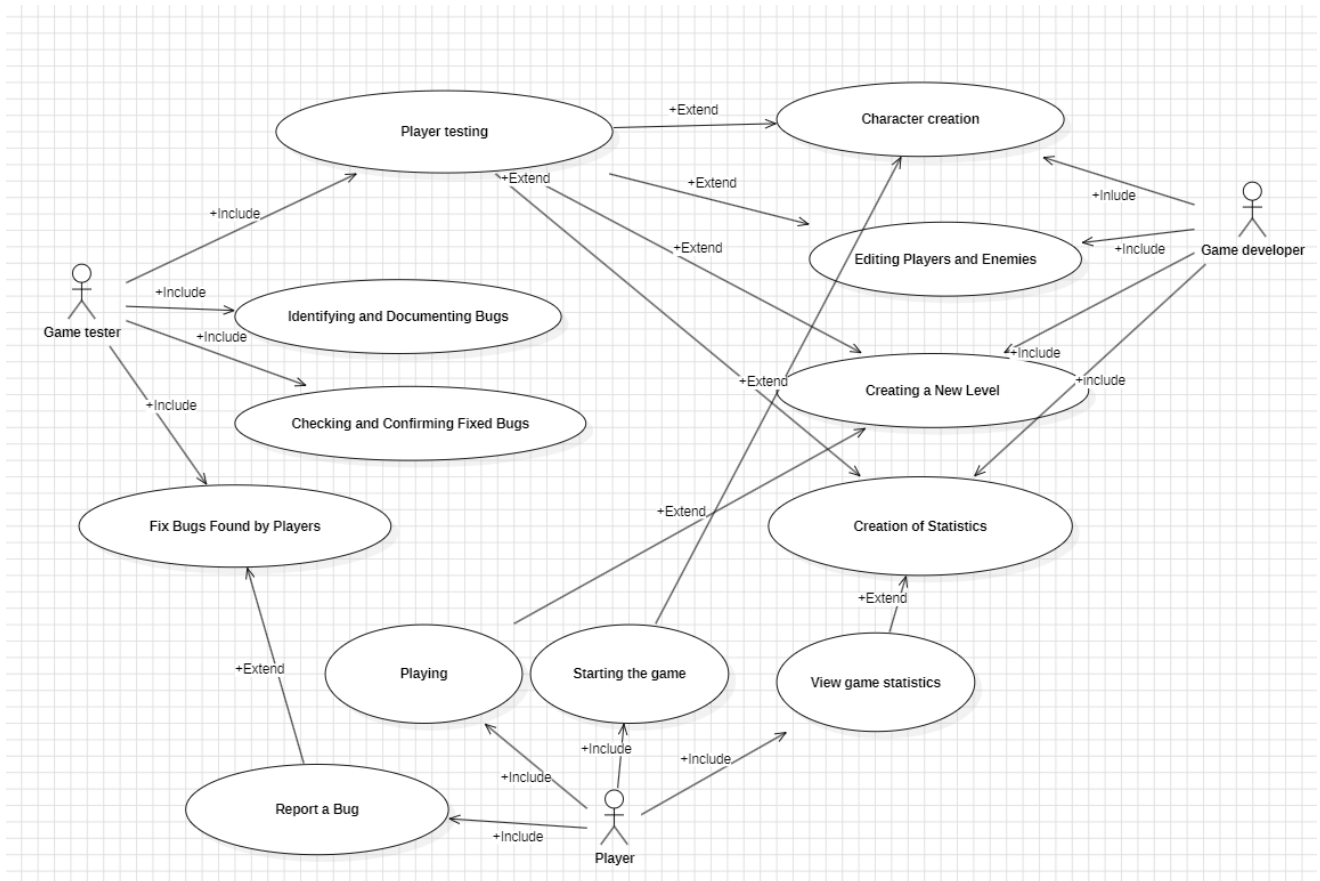 +Extend
Character creation
Player testing
+Extend
+Extend
+Inlude
+Include
+Extend
+Include
Game developer
Editing Players and Enemies
+Include
Identifying and Documenting Bugs
Game tester
+Include
+Include
+Extend
+include
Creating a New Level
+Include
Checking and Confirming Fixed Bugs
+Extend
Fix Bugs Found by Players
Creation of Statistics
+Extend
+Extend
Playing
Starting the game
View game statistics
+Include
+Include
+Include
Report a Bug
+Include
Player